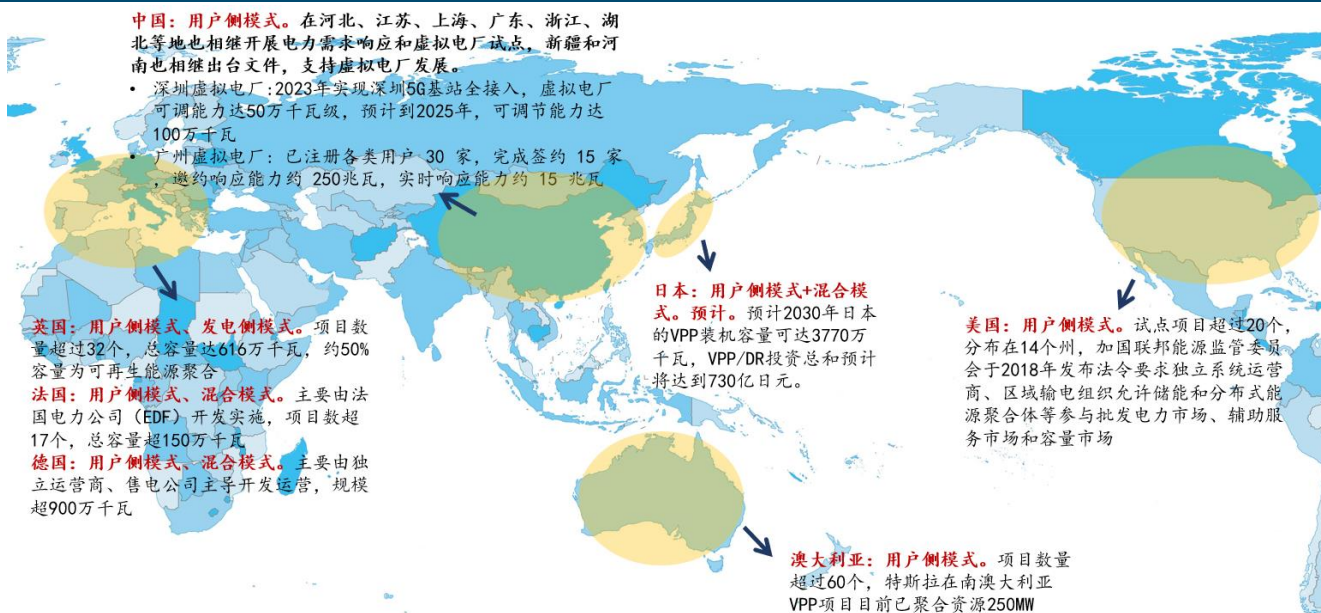 中国：用户侧模式。在河北、江苏、上海、广东、浙江、湖
北等地也相继开展电力需求响应和虚拟电厂试点，新疆和河
南也相继出台文件，支持虚拟电厂发展。
• 深圳虚拟电厂:2023年实现深圳5G基站全接入，虚拟电厂
可调能力达50万千瓦级，预计到2025年，可调节能力达
100万千瓦
• 广州虚拟电厂：已注册各类用户 30 家，完成签约 15 家
，邀约响应能力约 250兆瓦，实时响应能力约 15 兆瓦
英国：用户侧模式、发电侧模式。项目数
量超过32个，总容量达616万千瓦，约50%
容量为可再生能源聚合
法国：用户侧模式、混合模式。主要由法
国电力公司（EDF）开发实施，项目数超
17个，总容量超150万千瓦
德国：用户侧模式、混合模式。主要由独
立运营商、售电公司主导开发运营，规模
超900万千瓦
日本：用户侧模式+混合模
式。预计。预计2030年日本
的VPP装机容量可达3770万
千瓦，VPP/DR投资总和预计
将达到730亿日元。
美国：用户侧模式。试点项目超过20个，
分布在14个州，加国联邦能源监管委员
会于2018年发布法令要求独立系统运营
商、区域输电组织允许储能和分布式能
源聚合体等参与批发电力市场、辅助服
务市场和容量市场
澳大利亚：用户侧模式。项目数量
超过60个，特斯拉在南澳大利亚
VPP项目目前已聚合资源250MW